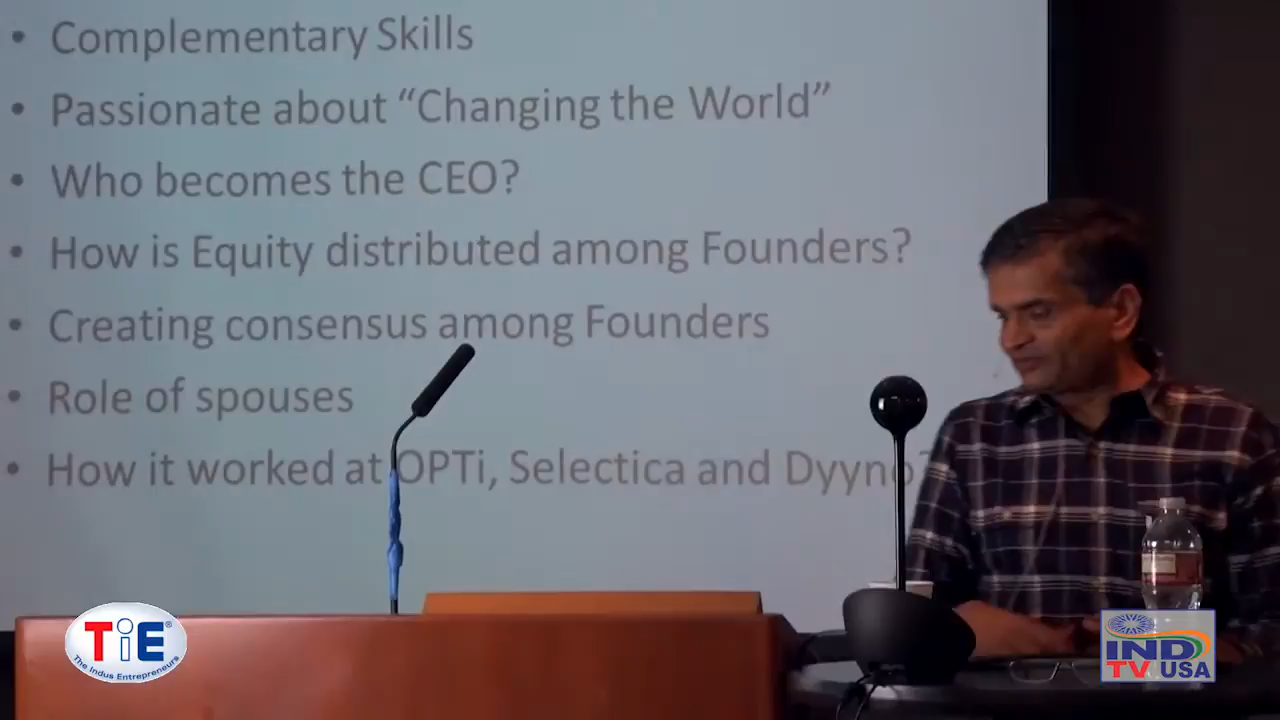 • Complementary Skills
• Passionate about “Changing the World”
• Who becomes the CEO?
• How is Equity distributed among Founders?
• Creating consensus among Founders
• Role of spouses
• How it worked at OPTi, Selectica and Dyyno?
TiE®
The Indus Entrepreneurs
IND
TV USA